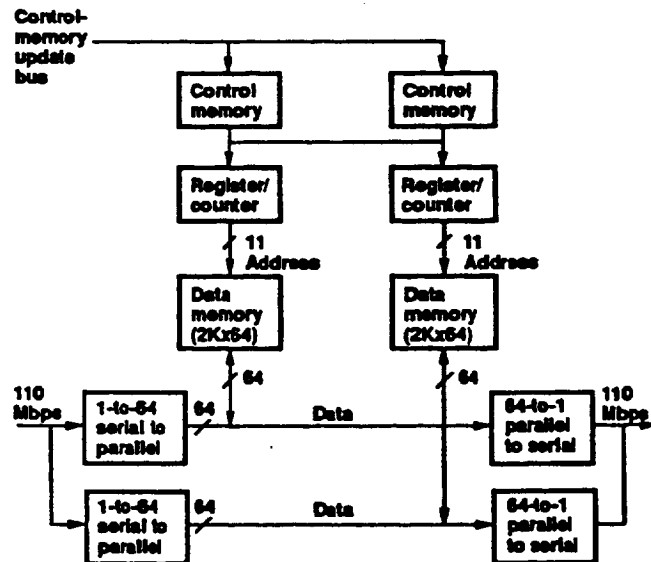 Control-
memory
update
bus
Control
memory
Control
memory
Register/
counter
Register/
counter
11
Address
11
Address
Data
memory
(2Kx64)
Data
memory
(2Kx64)
64
64
110
Mbps
1-to-64
serial to
parallel
64
Data
64-to-1
parallel
to serial
110
Mbps
1-to-64
serial to
parallel
64
Data
64-to-1
parallel
to serial